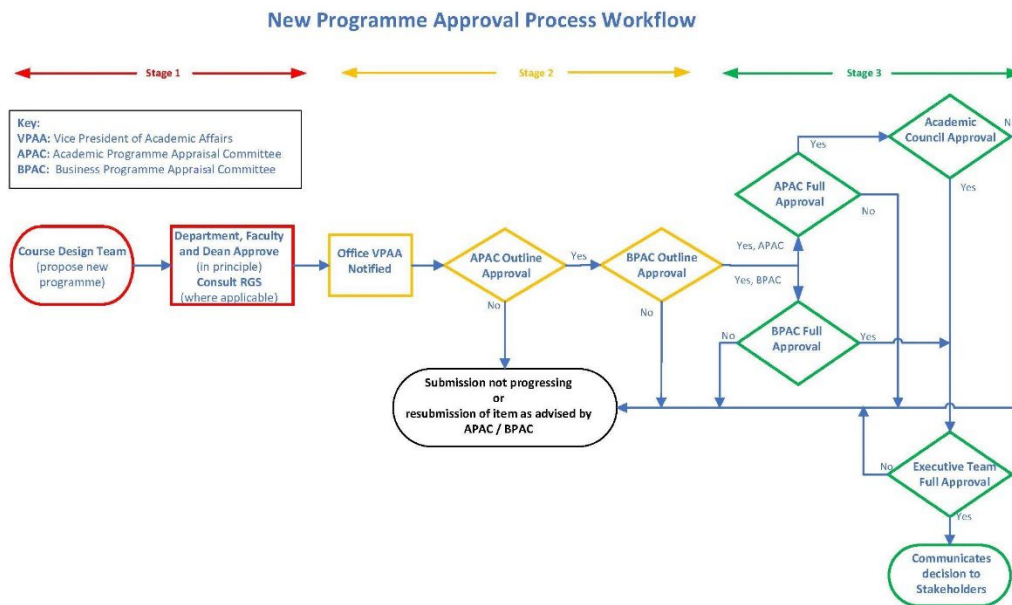 New Programme Approval Process Workflow
Stage 1
Stage 2
Stage 3
Key:
VPAA: Vice President of Academic Affairs
APAC: Academic Programme Appraisal Committee
BPAC: Business Programme Appraisal Committee
Academic
Council Approval
Yes
Yes
APAC Full
Approval
No
Course Design Team
(propose new
programme)
Department, Faculty
and Dean Approve
(in principle)
Consult RGS
(where applicable)
Office VPAA
Notified
APAC Outline
Approval
Yes
No
BPAC Outline
Approval
No
Yes, APAC
Yes, BPAC
BPAC Full
Approval
No
Yes
Submission not progressing
or
resubmission of item as advised by
APAC / BPAC
Executive Team
Full Approval
No
Yes
Communicates
decision to
Stakeholders